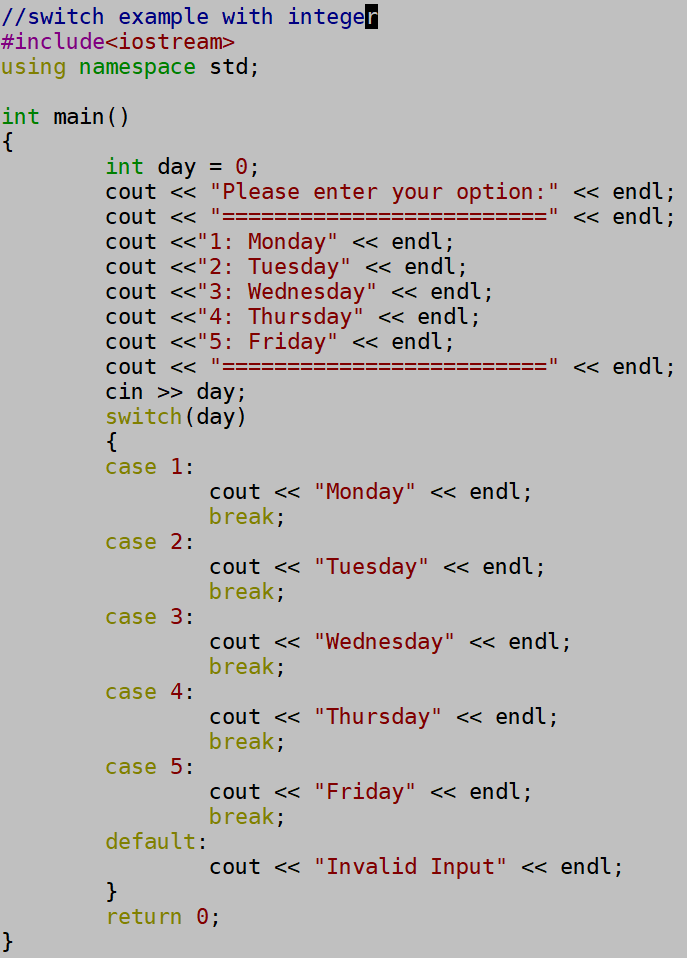 //switch example with integer
#include<iostream>
using namespace std;

int main()
{
        int day = 0;
        cout << "Please enter your option:" << endl;
        cout << "=========================" << endl;
        cout <<"1: Monday" << endl;
        cout <<"2: Tuesday" << endl;
        cout <<"3: Wednesday" << endl;
        cout <<"4: Thursday" << endl;
        cout <<"5: Friday" << endl;
        cout << "=========================" << endl;
        cin >> day;
        switch(day)
        {
        case 1:
                cout << "Monday" << endl;
                break;
        case 2:
                cout << "Tuesday" << endl;
                break;
        case 3:
                cout << "Wednesday" << endl;
                break;
        case 4:
                cout << "Thursday" << endl;
                break;
        case 5:
                cout << "Friday" << endl;
                break;
        default:
                cout << "Invalid Input" << endl;
        }
        return 0;
}